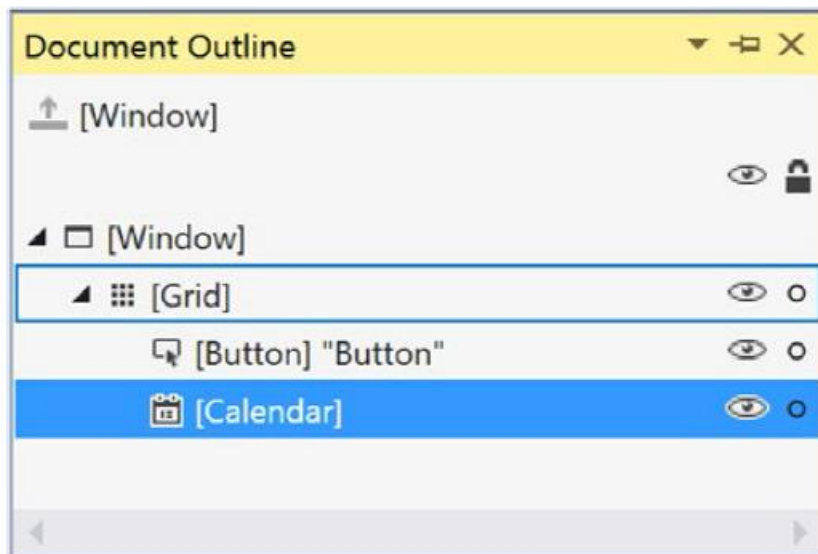 Document Outline
[Window]
[Window]
[Grid]
[Button] "Button"
[Calendar]